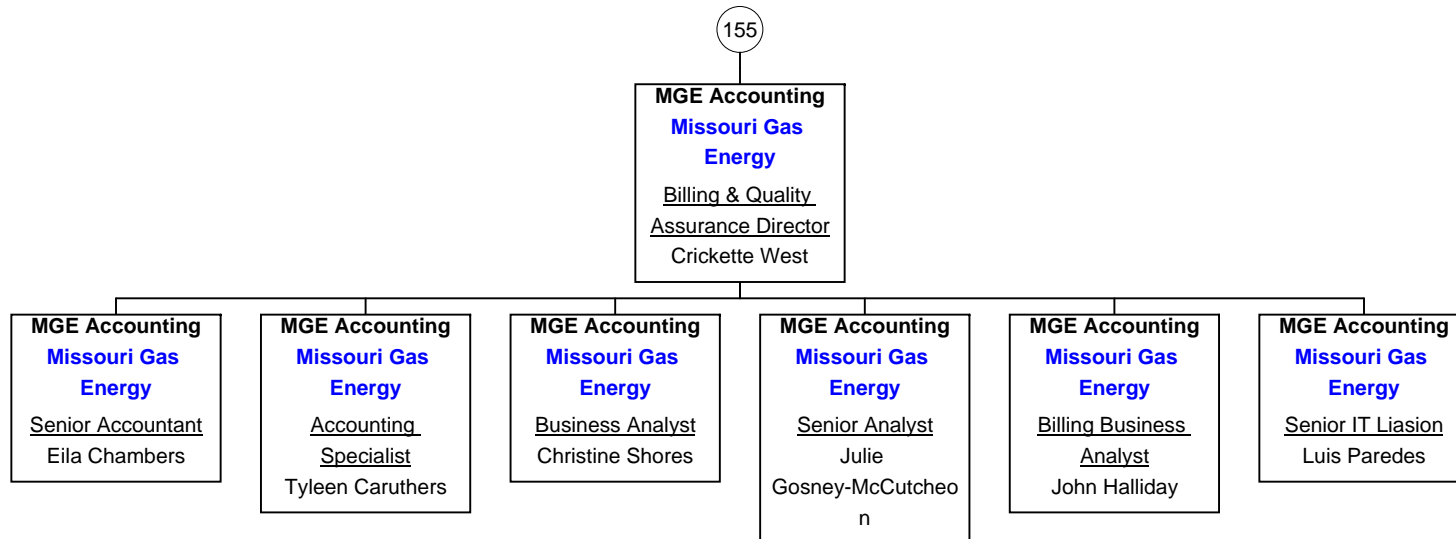 155
MGE Accounting
Missouri Gas
Energy
Billing & Quality
Assurance Director
Crickette West
MGE Accounting
Missouri Gas
Energy
Senior Accountant
Eila Chambers
MGE Accounting
Missouri Gas
Energy
Accounting
Specialist
Tyleen Caruthers
MGE Accounting
Missouri Gas
Energy
Business Analyst
Christine Shores
MGE Accounting
Missouri Gas
Energy
Senior Analyst
Julie
Gosney-McCutcheo
n
MGE Accounting
Missouri Gas
Energy
Billing Business
Analyst
John Halliday
MGE Accounting
Missouri Gas
Energy
Senior IT Liasion
Luis Paredes